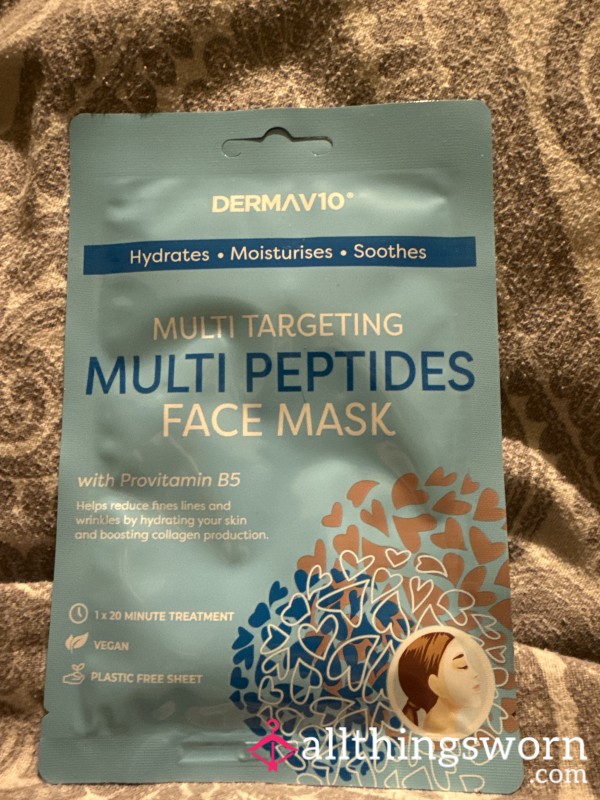 DERMAV10®
Hydrates • Moisturises • Soothes
MULTI TARGETING
MULTI PEPTIDES
FACE MASK
with Provitamin B5
Helps reduce fines lines and
wrinkles by hydrating your skin
and boosting collagen production.
1 x 20 MINUTE TREATMENT
VEGAN
PLASTIC FREE SHEET
allthingsworn
.com